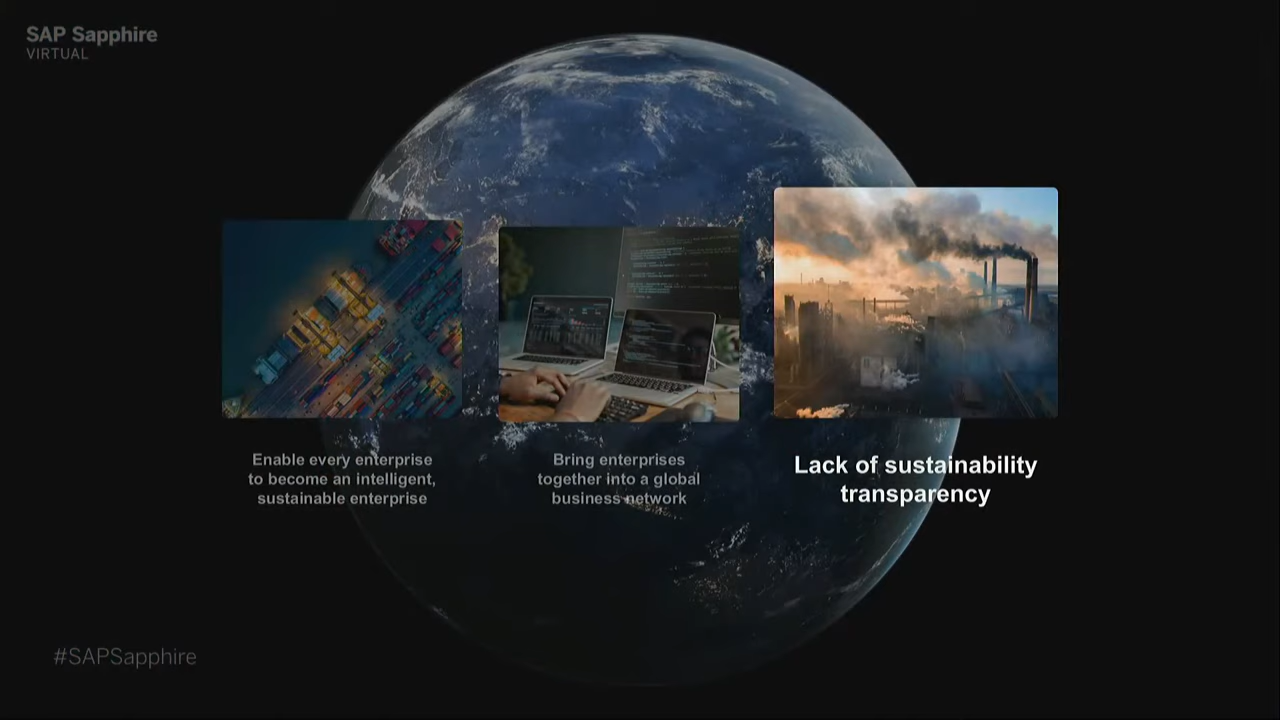 SAP Sapphire
VIRTUAL
Enable every enterprise
to become an intelligent,
sustainable enterprise
Bring enterprises
together into a global
business network
Lack of sustainability
transparency
#SAPSapphire